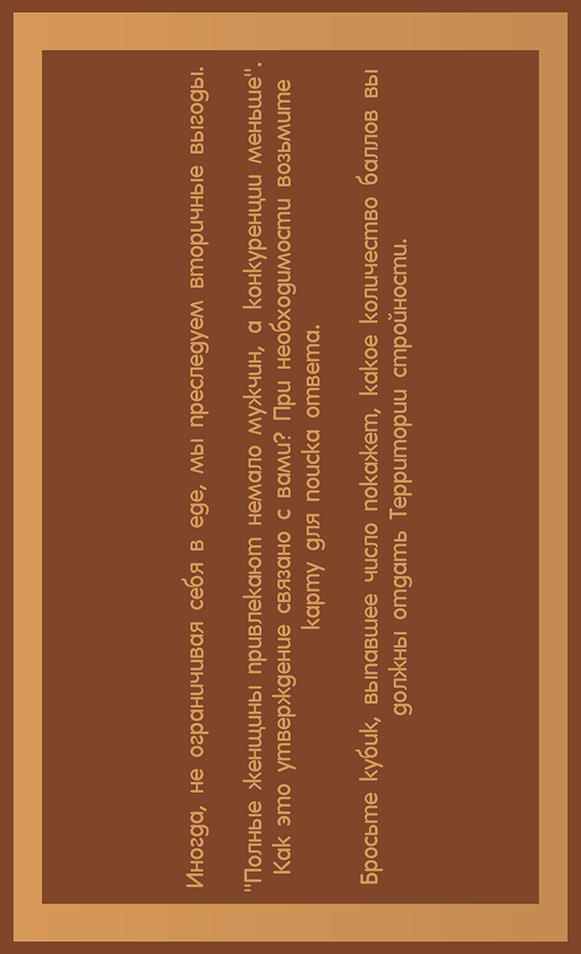 Иногда, не ограничивая себя в еде, мы преследуем вторичные выгоды.
"Полные женщины привлекают немало мужчин, а конкуренции меньше".
Как это утверждение связано с вами? При необходимости возьмите
карту для поиска ответа.
Бросьте кубик, выпавшее число покажет, какое количество баллов вы
должны отдать Территории стройности.